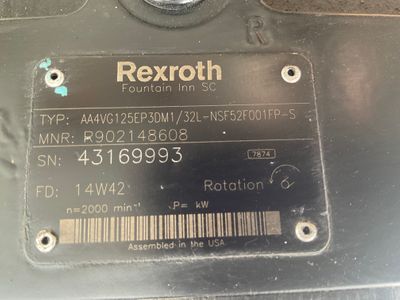 R
Rexroth
Fountain Inn SC
TYP: AA4VG125EP3DM1/32L-NSF52F001FP-S
MNR: R902148608
SN: 43169993 7874
FD: 14W42 Rotation
n=2000 min⁻¹ P= kW
Assembled in the USA